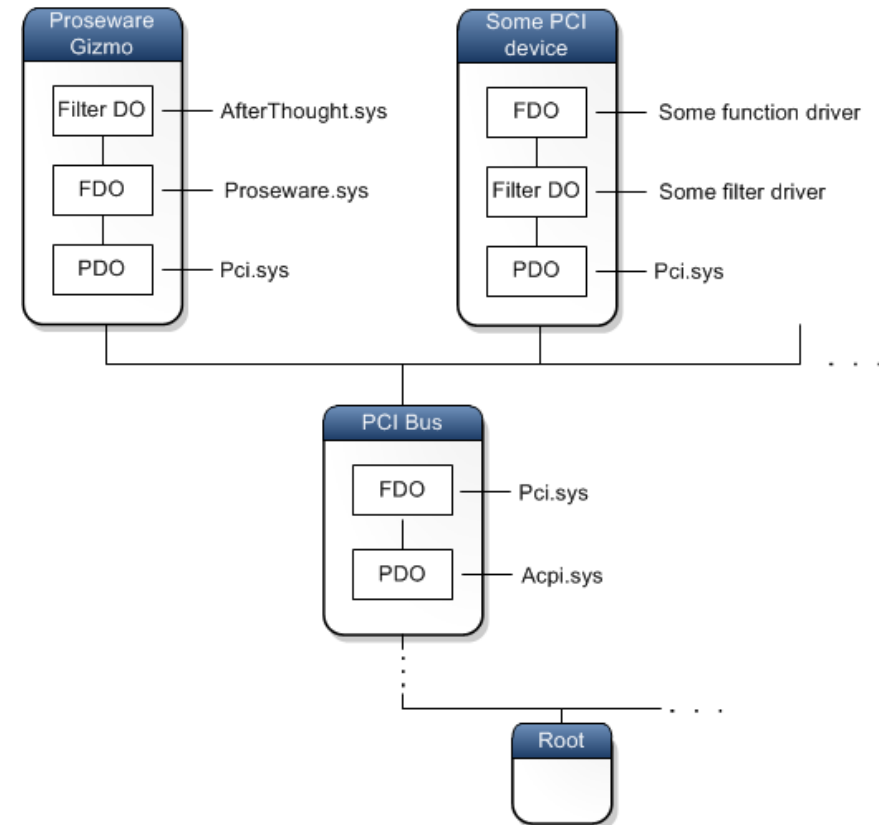 Proseware
Gizmo
Filter DO
AfterThought.sys
FDO
Proseware.sys
PDO
Pci.sys
Some PCI
device
FDO
Some function driver
Filter DO
Some filter driver
PDO
Pci.sys
. . .
PCI Bus
FDO
Pci.sys
PDO
Acpi.sys
. . .
Root